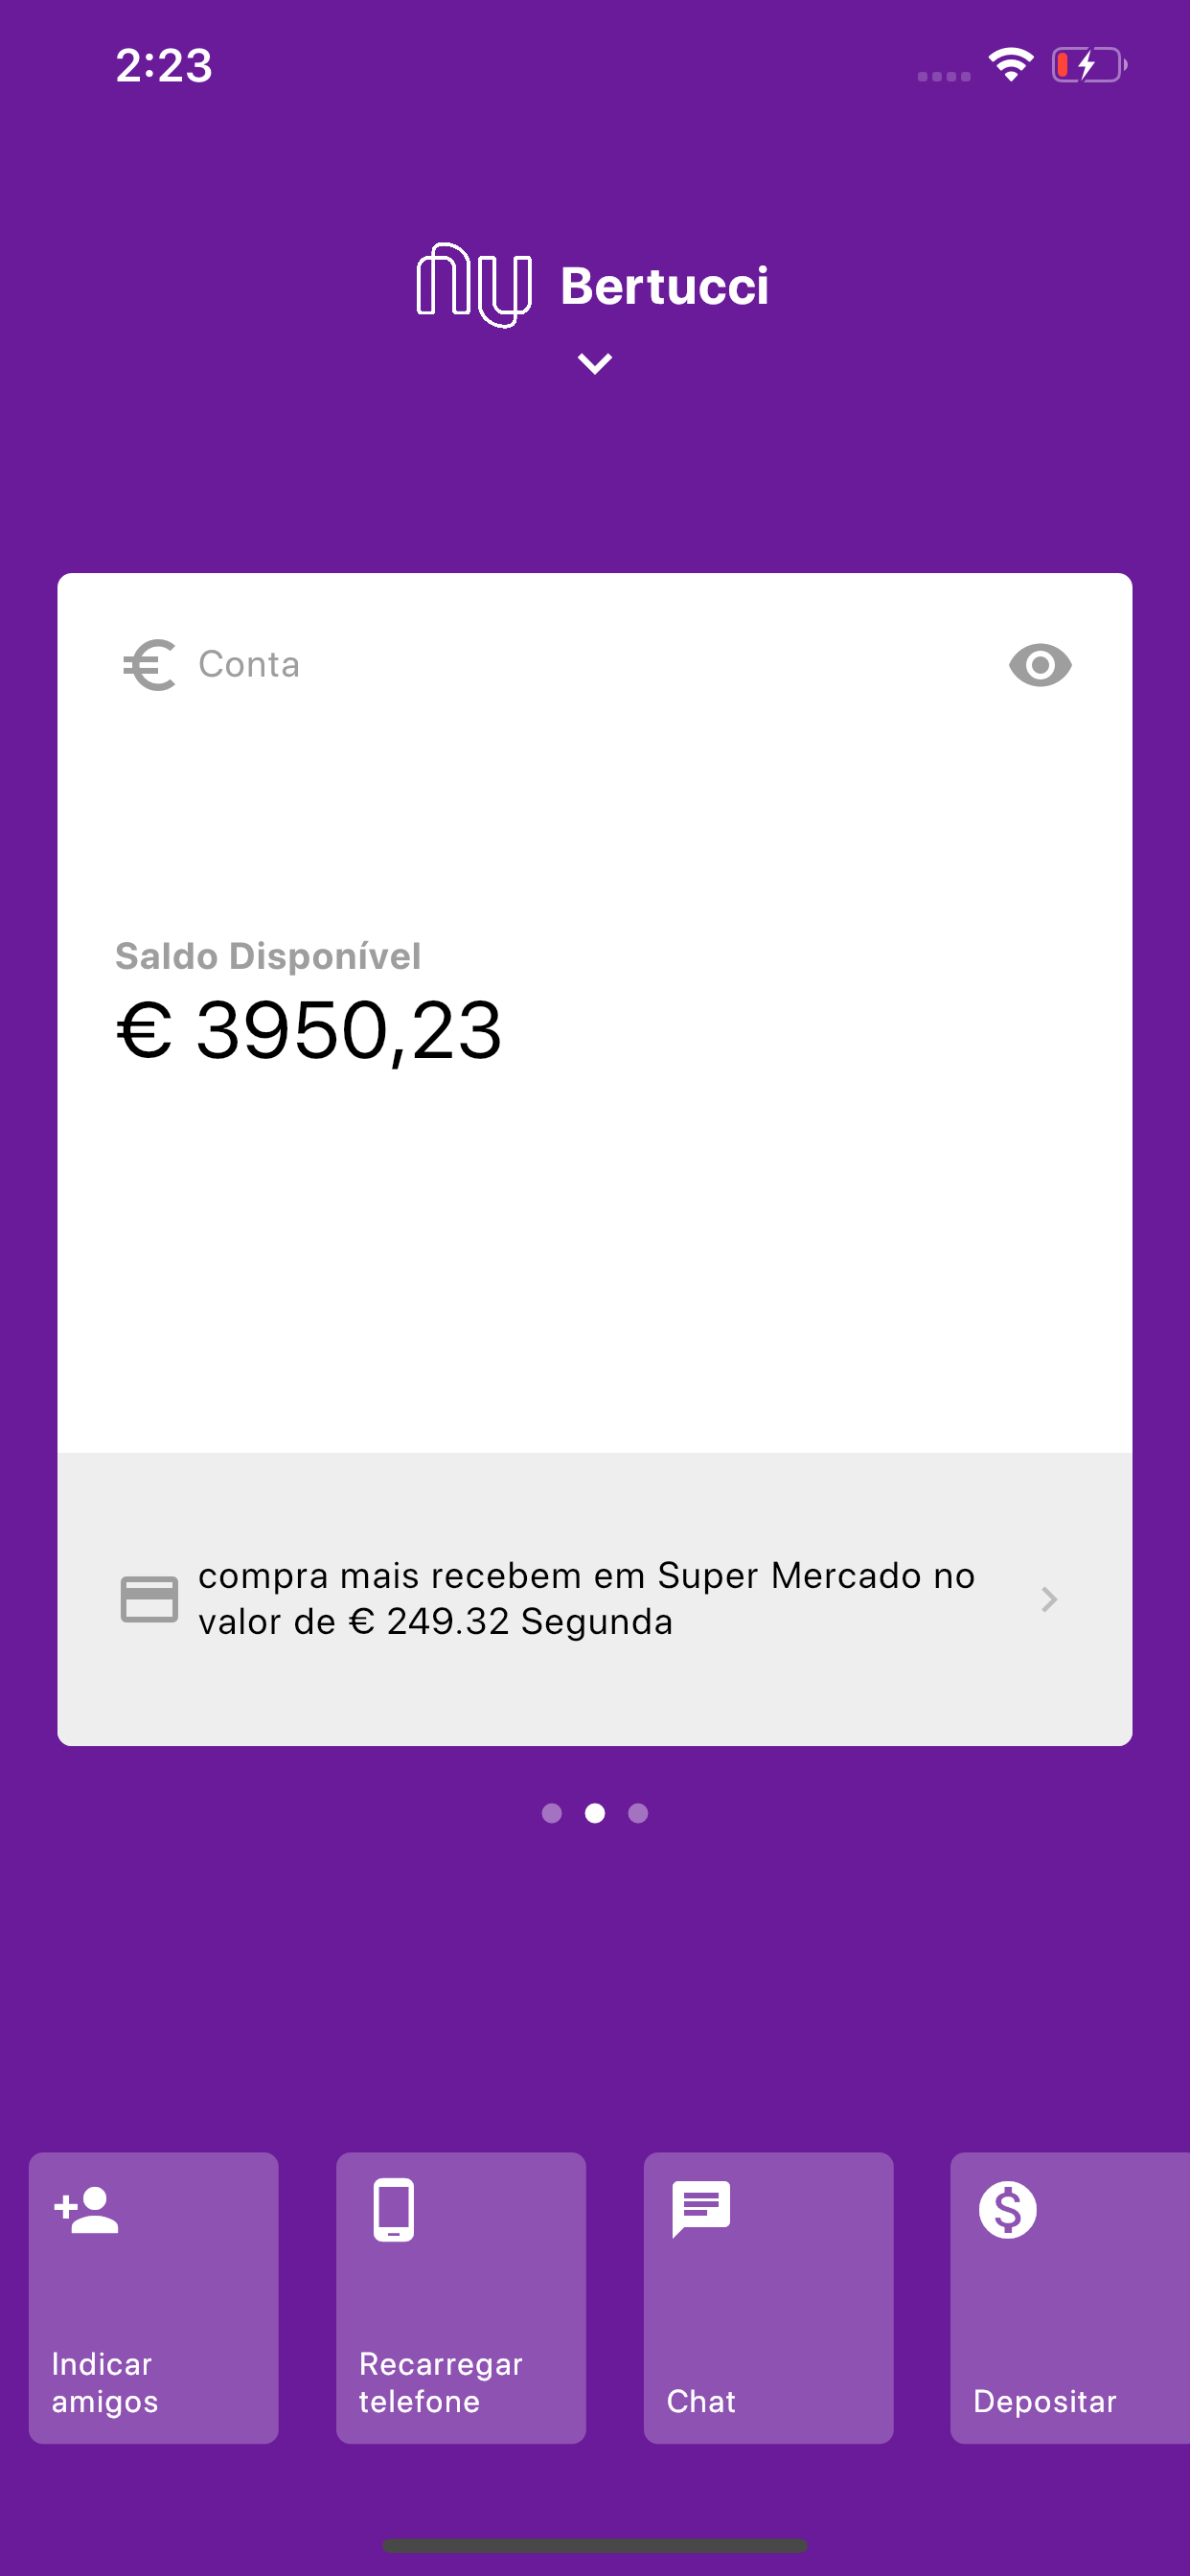 2:23
nu Bertucci
€ Conta
Saldo Disponível
€ 3950,23
compra mais recebem em Super Mercado no
valor de € 249.32 Segunda
Indicar
amigos
Recarregar
telefone
Chat
Depositar